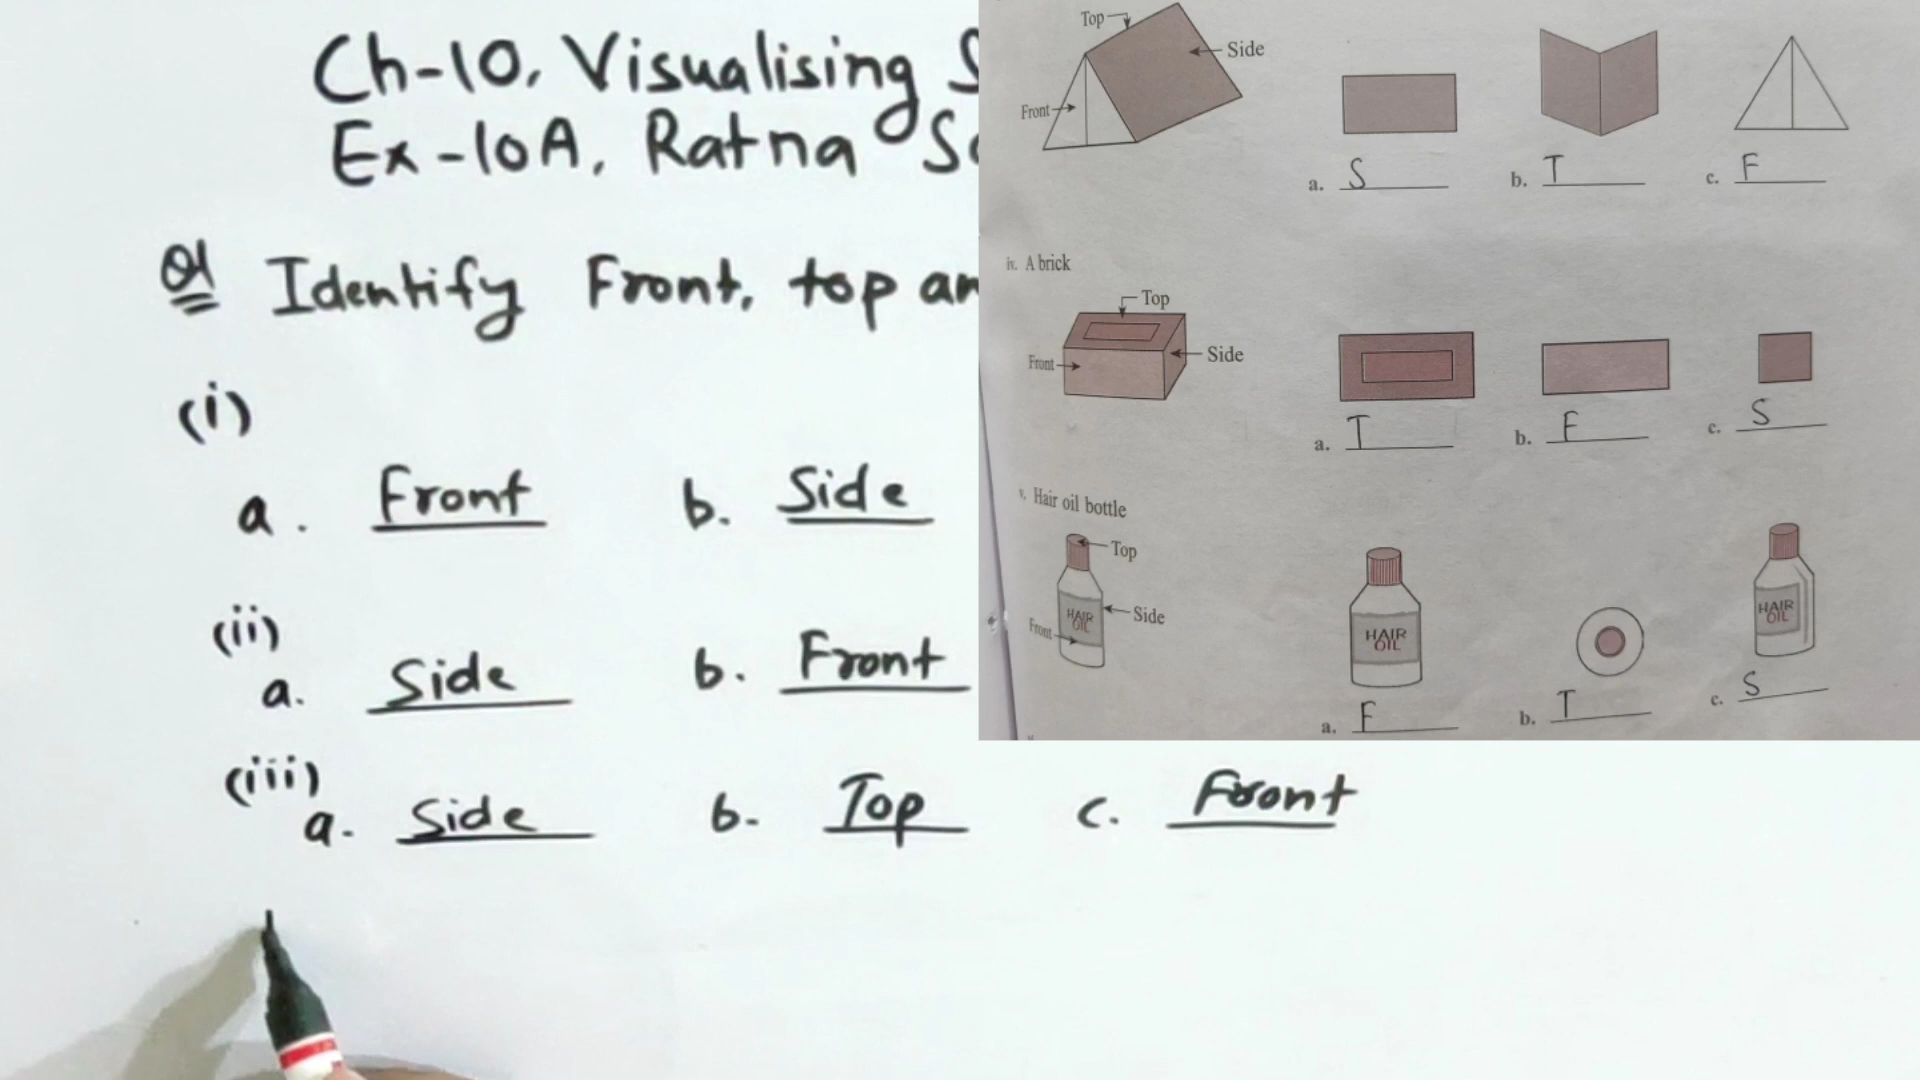 Ch-10, Visualising S
Ex-10A, Ratna
Q1 Identify Front, top an
(i)
a. Front b. Side
(ii)
a. Side b. Front
(iii)
a. Side b. Top c. Front
Top
Side
Front
a. S b. T c. F
iv. A brick
Top
Side
Front
a. T b. F c. S
v. Hair oil bottle
Top
Side
Front
HAIR
OIL
HAIR
OIL
HAIR
OIL
a. F b. T c. S